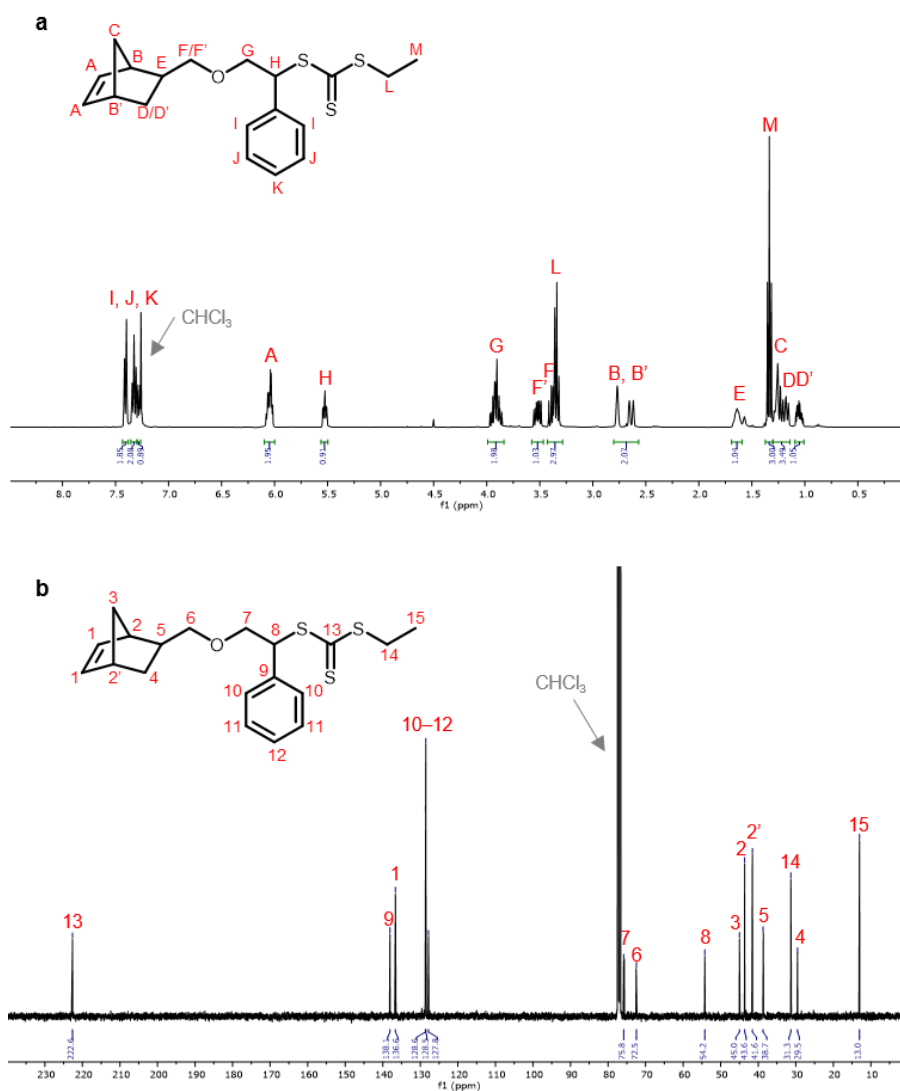 a
C
B
E
F/F'
G
H
S
S
M
A
O
L
A
B'
D/D'
S
I
I
J
J
K
M
L
I, J, K
CHCl3
A
H
G
F'
F
B, B'
E
C
D
D'
1.85
2.08
0.89
1.95
0.91
1.98
1.03
2.97
2.07
1.04
3.00
3.49
1.05
8.0 7.5 7.0 6.5 6.0 5.5 5.0 4.5 4.0 3.5 3.0 2.5 2.0 1.5 1.0 0.5
f1 (ppm)
b
3
2
5
6
7
8
S
13
S
15
1
O
14
1
2'
4
9
S
10
10
11
11
12
CHCl3
10–12
13
9
1
7
6
8
3
2
2'
5
14
4
15
222.6
138.1
136.6
128.6
128.5
127.8
75.8
72.5
54.2
45.0
43.6
41.6
38.7
31.3
29.5
13.0
230 220 210 200 190 180 170 160 150 140 130 120 110 100 90 80 70 60 50 40 30 20 10
f1 (ppm)